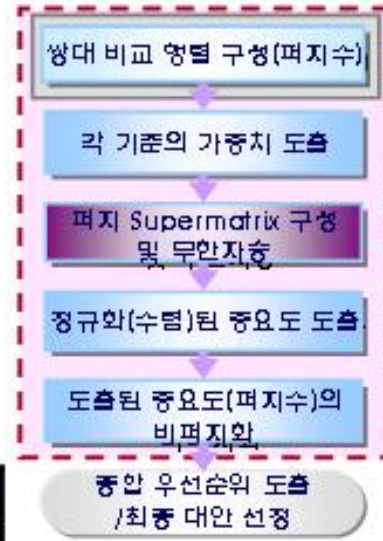 쌍대 비교 행렬 구성(퍼지수)
각 기준의 가중치 도출
퍼지 Supermatrix 구성
및 무한자승
정규화(수렴)된 중요도 도출
도출된 중요도(퍼지수)의
비퍼지화
종합 우선순위 도출
/최종 대안 선정